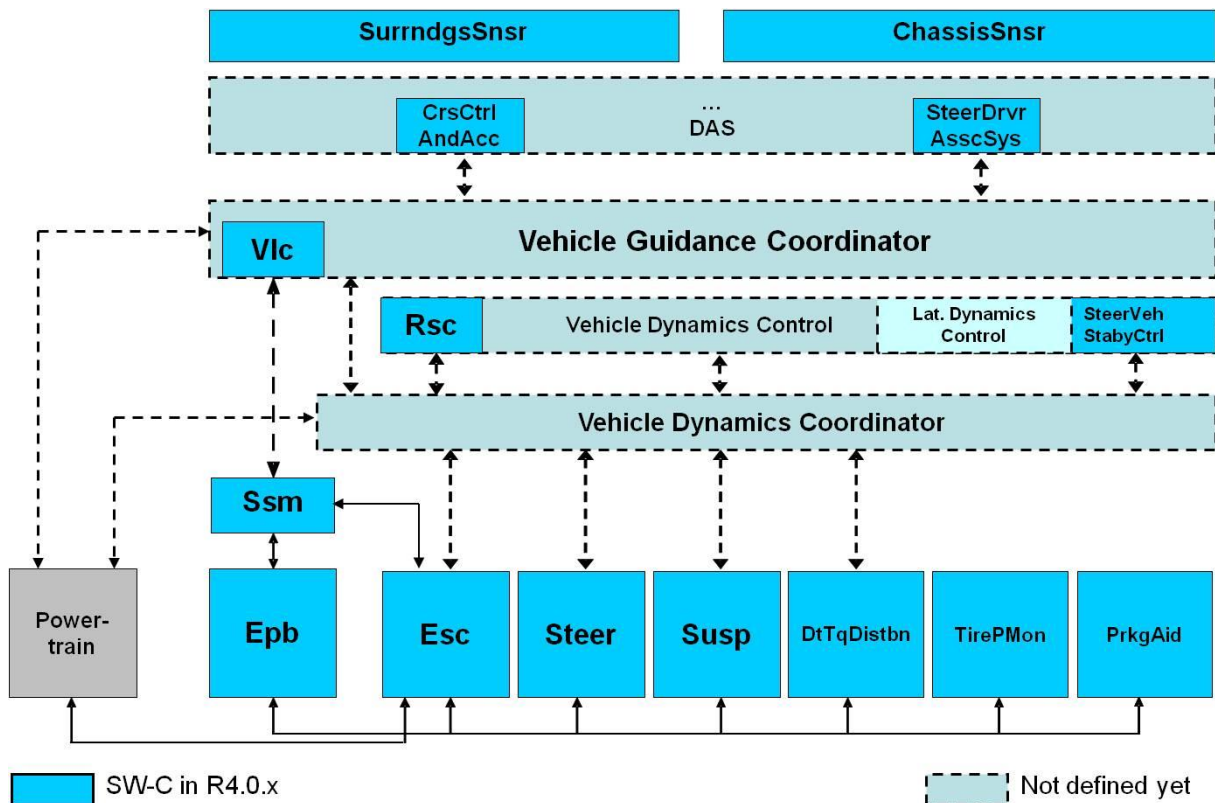 SurrndgsSnsr
ChassisSnsr
CrsCtrl
AndAcc
...
DAS
SteerDrvr
AsscSys
Vlc
Vehicle Guidance Coordinator
Rsc
Vehicle Dynamics Control
Lat. Dynamics
Control
SteerVeh
StabyCtrl
Vehicle Dynamics Coordinator
Ssm
Power-
train
Epb
Esc
Steer
Susp
DtTqDistbn
TirePMon
PrkgAid
SW-C in R4.0.x
Not defined yet